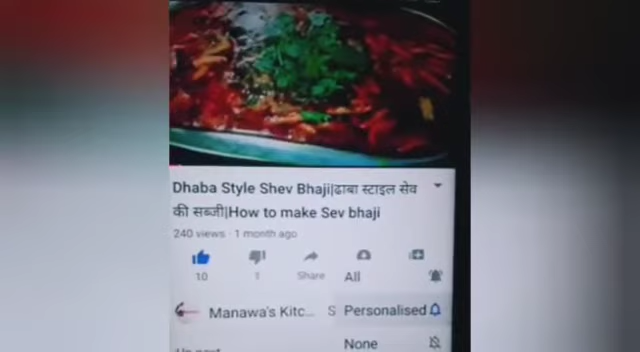 Dhaba Style Shev Bhaji|ढाबा स्टाइल सेव
की सब्जी|How to make Sev bhaji
240 views · 1 month ago
10 1 Share All
Manawa's Kitc... S Personalised
None